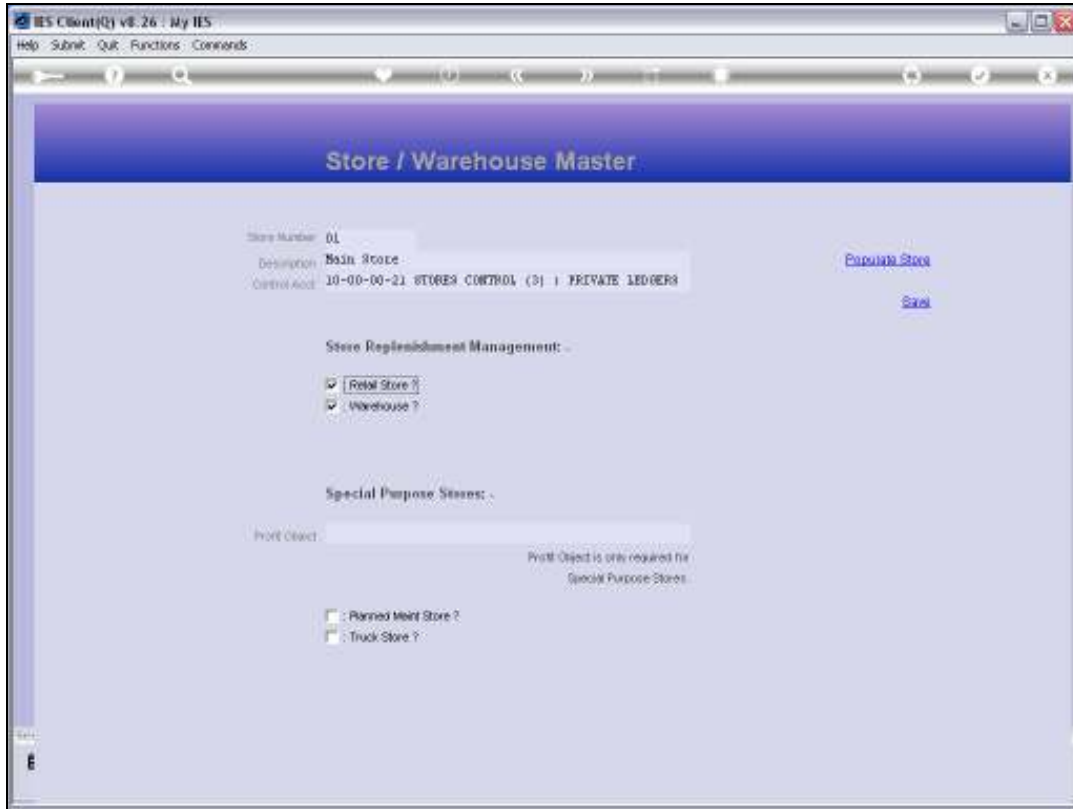 IES Client(Q) v8.26 : My IES
Help Submit Quit Functions Commands
Store / Warehouse Master
Store Number 01
Description Main Store
Populate Store
Control Acct 10-00-00-21 STORES CONTROL (3) : PRIVATE LEDGERS
Save
Store Replenishment Management: -
: Retail Store ?
: Warehouse ?
Special Purpose Stores: -
Profit Object
Profit Object is only required for
Special Purpose Stores.
: Planned Maint Store ?
: Truck Store ?